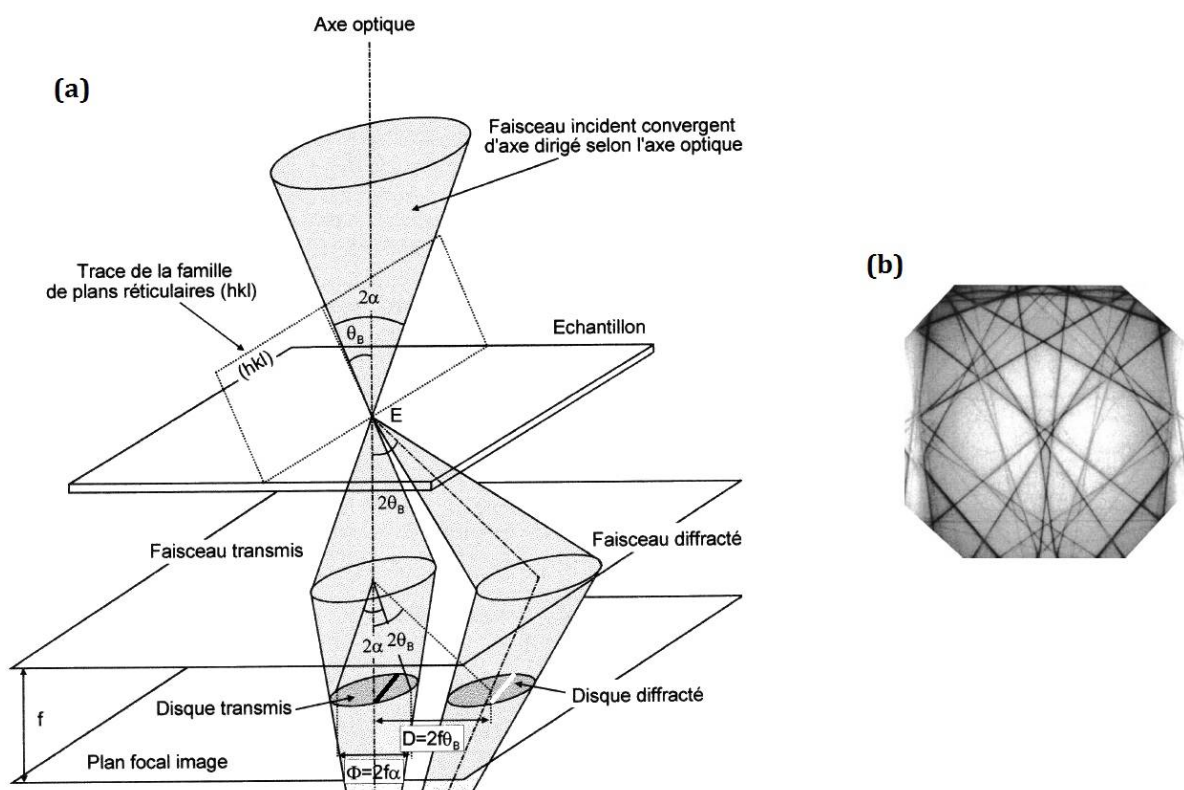 Axe optique
(a)
Faisceau incident convergent
d'axe dirigé selon l'axe optique
Trace de la famille
de plans réticulaires (hkl)
2α
θB
Echantillon
(hkl)
E
2θB
Faisceau transmis
Faisceau diffracté
2α
2θB
Disque transmis
Disque diffracté
f
D=2fθB
Plan focal image
Φ=2fα
(b)